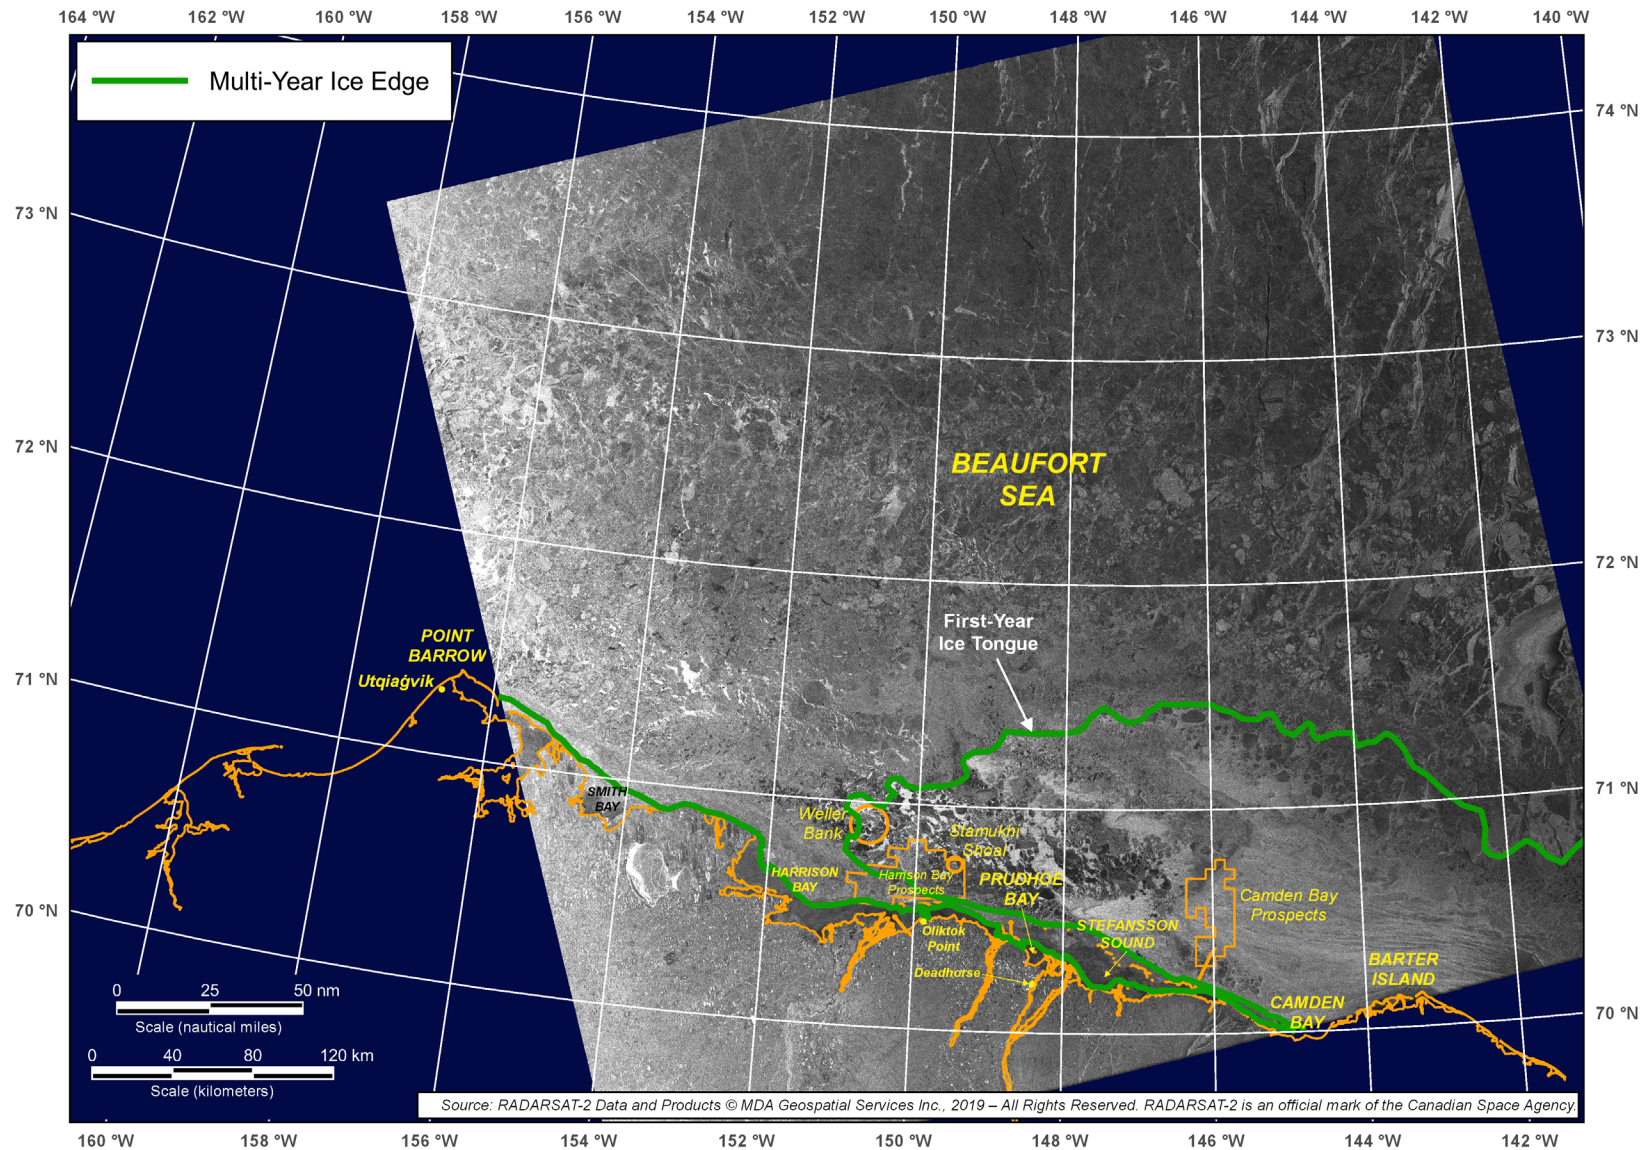 164 °W 162 °W 160 °W 158 °W 156 °W 154 °W 152 °W 150 °W 148 °W 146 °W 144 °W 142 °W 140 °W
Multi-Year Ice Edge
74 °N
73 °N
73 °N
72 °N
BEAUFORT
SEA
72 °N
First-Year
Ice Tongue
POINT
BARROW
Utqiaġvik
71 °N
71 °N
SMITH
BAY
Weller
Bank
Stamukhi
Shoal
HARRISON
BAY
Harrison Bay
Prospects
PRUDHOE
BAY
Camden Bay
Prospects
70 °N
STEFANSSON
SOUND
Oliktok
Point
Deadhorse
BARTER
ISLAND
CAMDEN
BAY
70 °N
0 25 50 nm
Scale (nautical miles)
0 40 80 120 km
Scale (kilometers)
Source: RADARSAT-2 Data and Products © MDA Geospatial Services Inc., 2019 – All Rights Reserved. RADARSAT-2 is an official mark of the Canadian Space Agency.
160 °W 158 °W 156 °W 154 °W 152 °W 150 °W 148 °W 146 °W 144 °W 142 °W